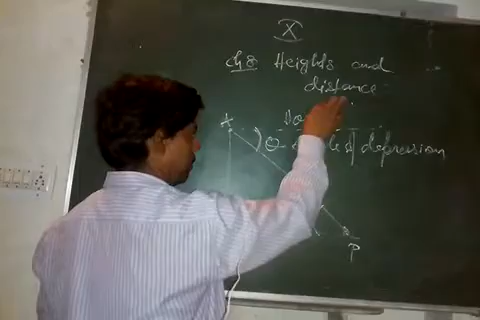 X
Ch 8 Heights and
distance
A
θ of depression
P